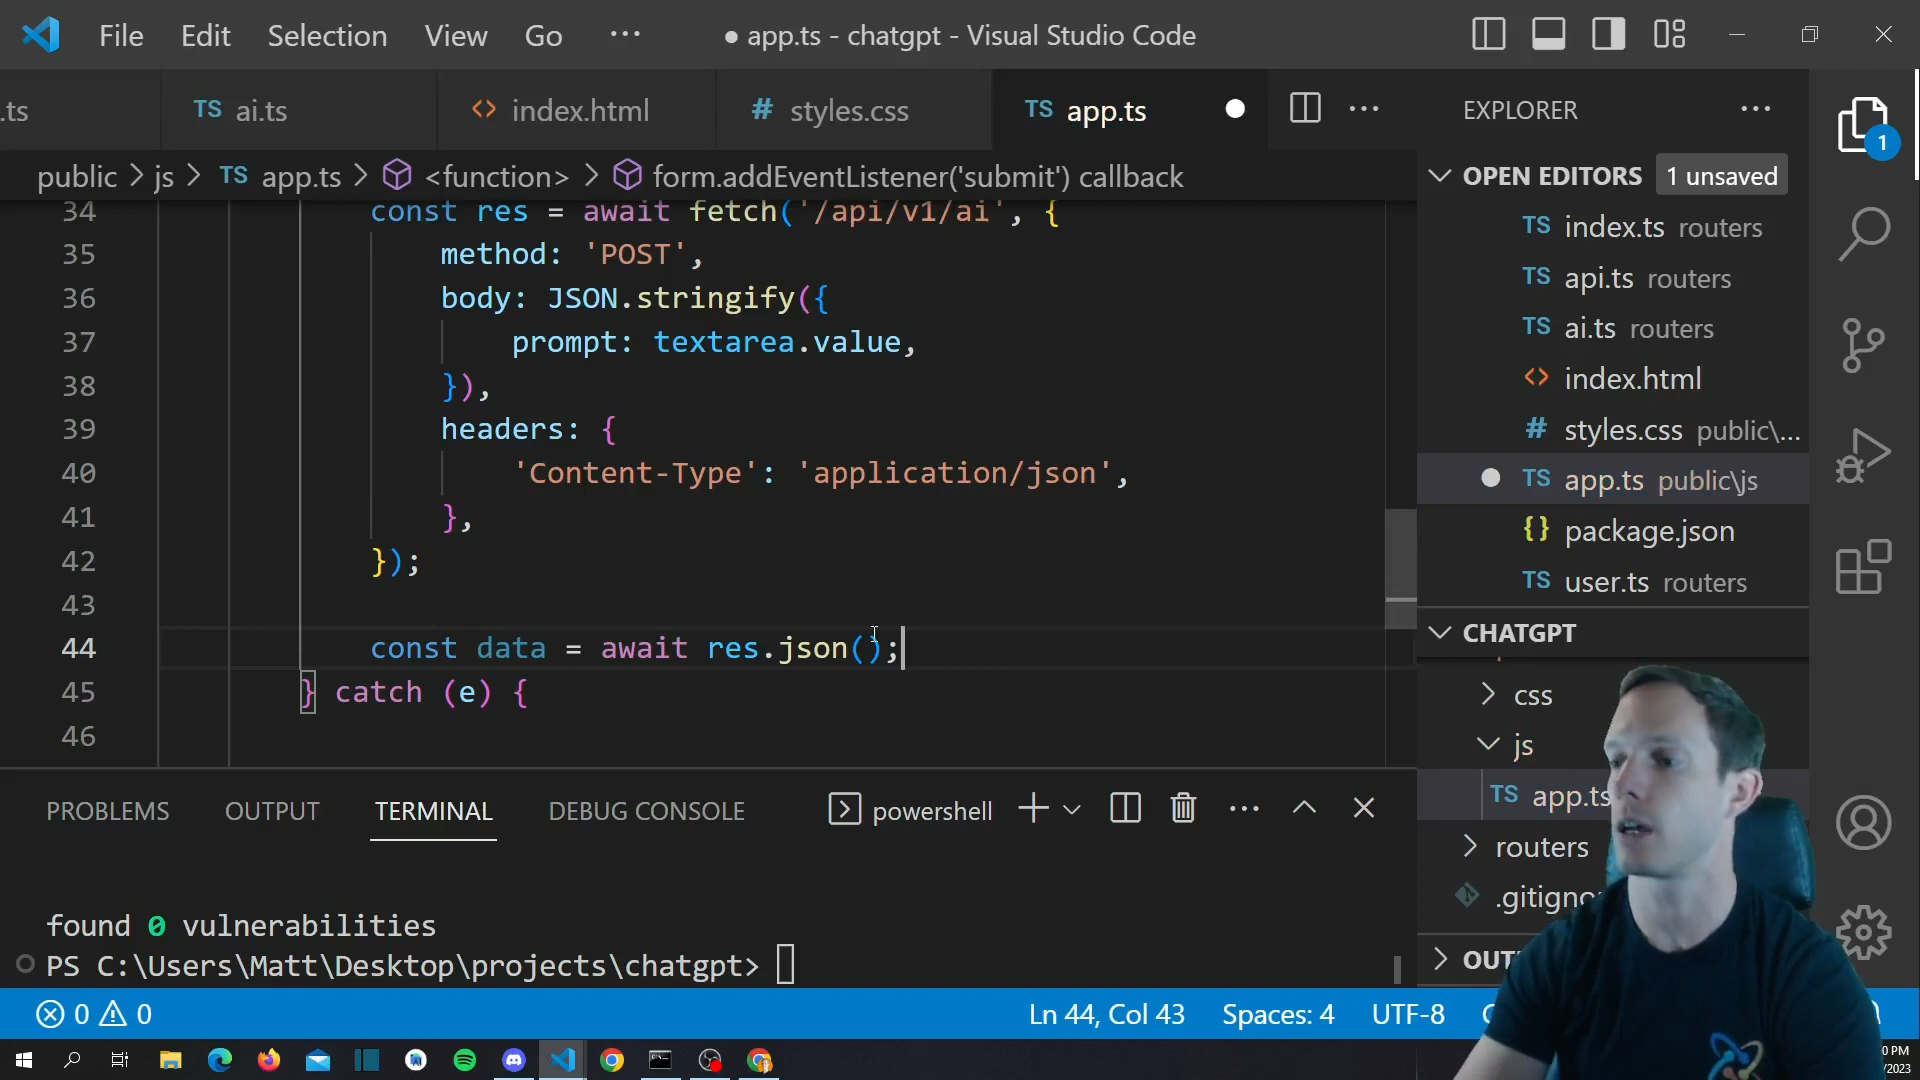 File Edit Selection View Go ··· ● app.ts - chatgpt - Visual Studio Code
.ts TS ai.ts <> index.html # styles.css TS app.ts ● ···
public > js > TS app.ts > <function> > form.addEventListener('submit') callback
34 const res = await fetch('/api/v1/ai', {
35 method: 'POST',
36 body: JSON.stringify({
37 prompt: textarea.value,
38 }),
39 headers: {
40 'Content-Type': 'application/json',
41 },
42 });
43
44 const data = await res.json();
45 } catch (e) {
46
EXPLORER ···
1
OPEN EDITORS 1 unsaved
TS index.ts routers
TS api.ts routers
TS ai.ts routers
<> index.html
# styles.css public\...
● TS app.ts public\js
{} package.json
TS user.ts routers
CHATGPT
> css
js
TS app.ts
> routers
.gitigno
> OUT
PROBLEMS OUTPUT TERMINAL DEBUG CONSOLE powershell
found 0 vulnerabilities
PS C:\Users\Matt\Desktop\projects\chatgpt>
0 0 Ln 44, Col 43 Spaces: 4 UTF-8
0 PM
/2023